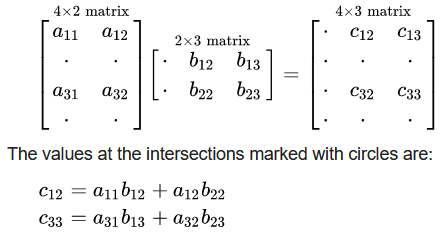 4×2 matrix
[a₁₁ a₁₂
· ·
a₃₁ a₃₂
· ·]
2×3 matrix
[· b₁₂ b₁₃
· b₂₂ b₂₃]
=
4×3 matrix
[· c₁₂ c₁₃
· · ·
· c₃₂ c₃₃
· · ·]
The values at the intersections marked with circles are:
c₁₂ = a₁₁b₁₂ + a₁₂b₂₂
c₃₃ = a₃₁b₁₃ + a₃₂b₂₃